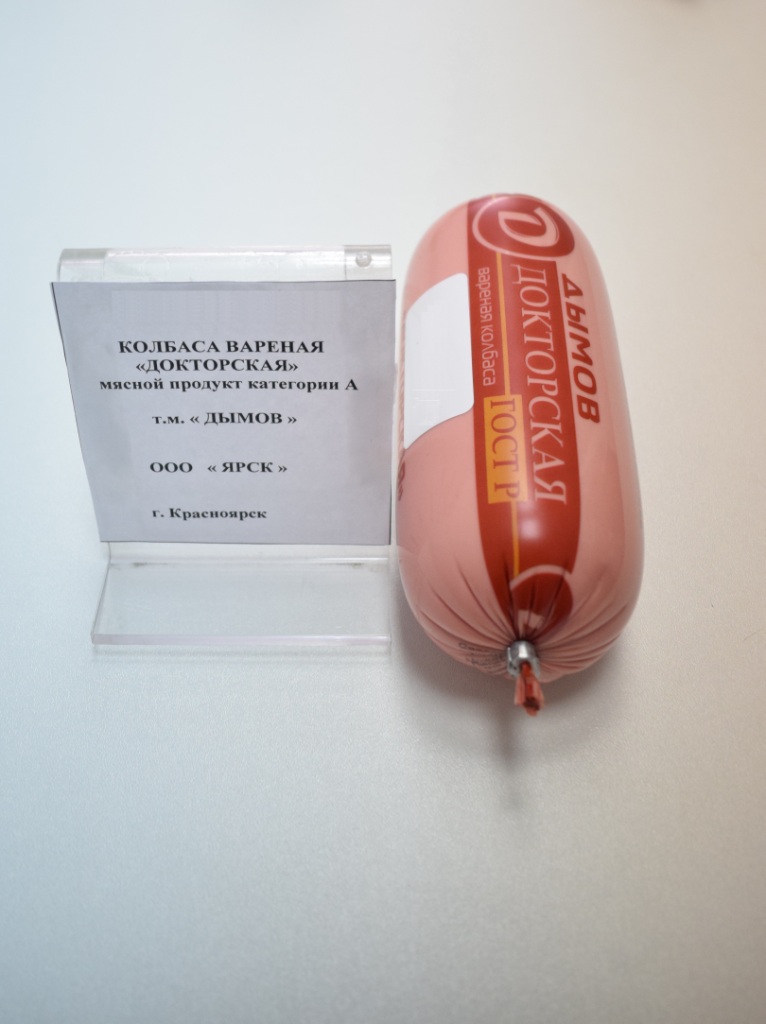 КОЛБАСА ВАРЕНАЯ
«ДОКТОРСКАЯ»
мясной продукт категории А
т.м. « ДЫМОВ »
ООО « ЯРСК »
г. Красноярск
ДЫМОВ
ДОКТОРСКАЯ
вареная колбаса
ГОСТ Р